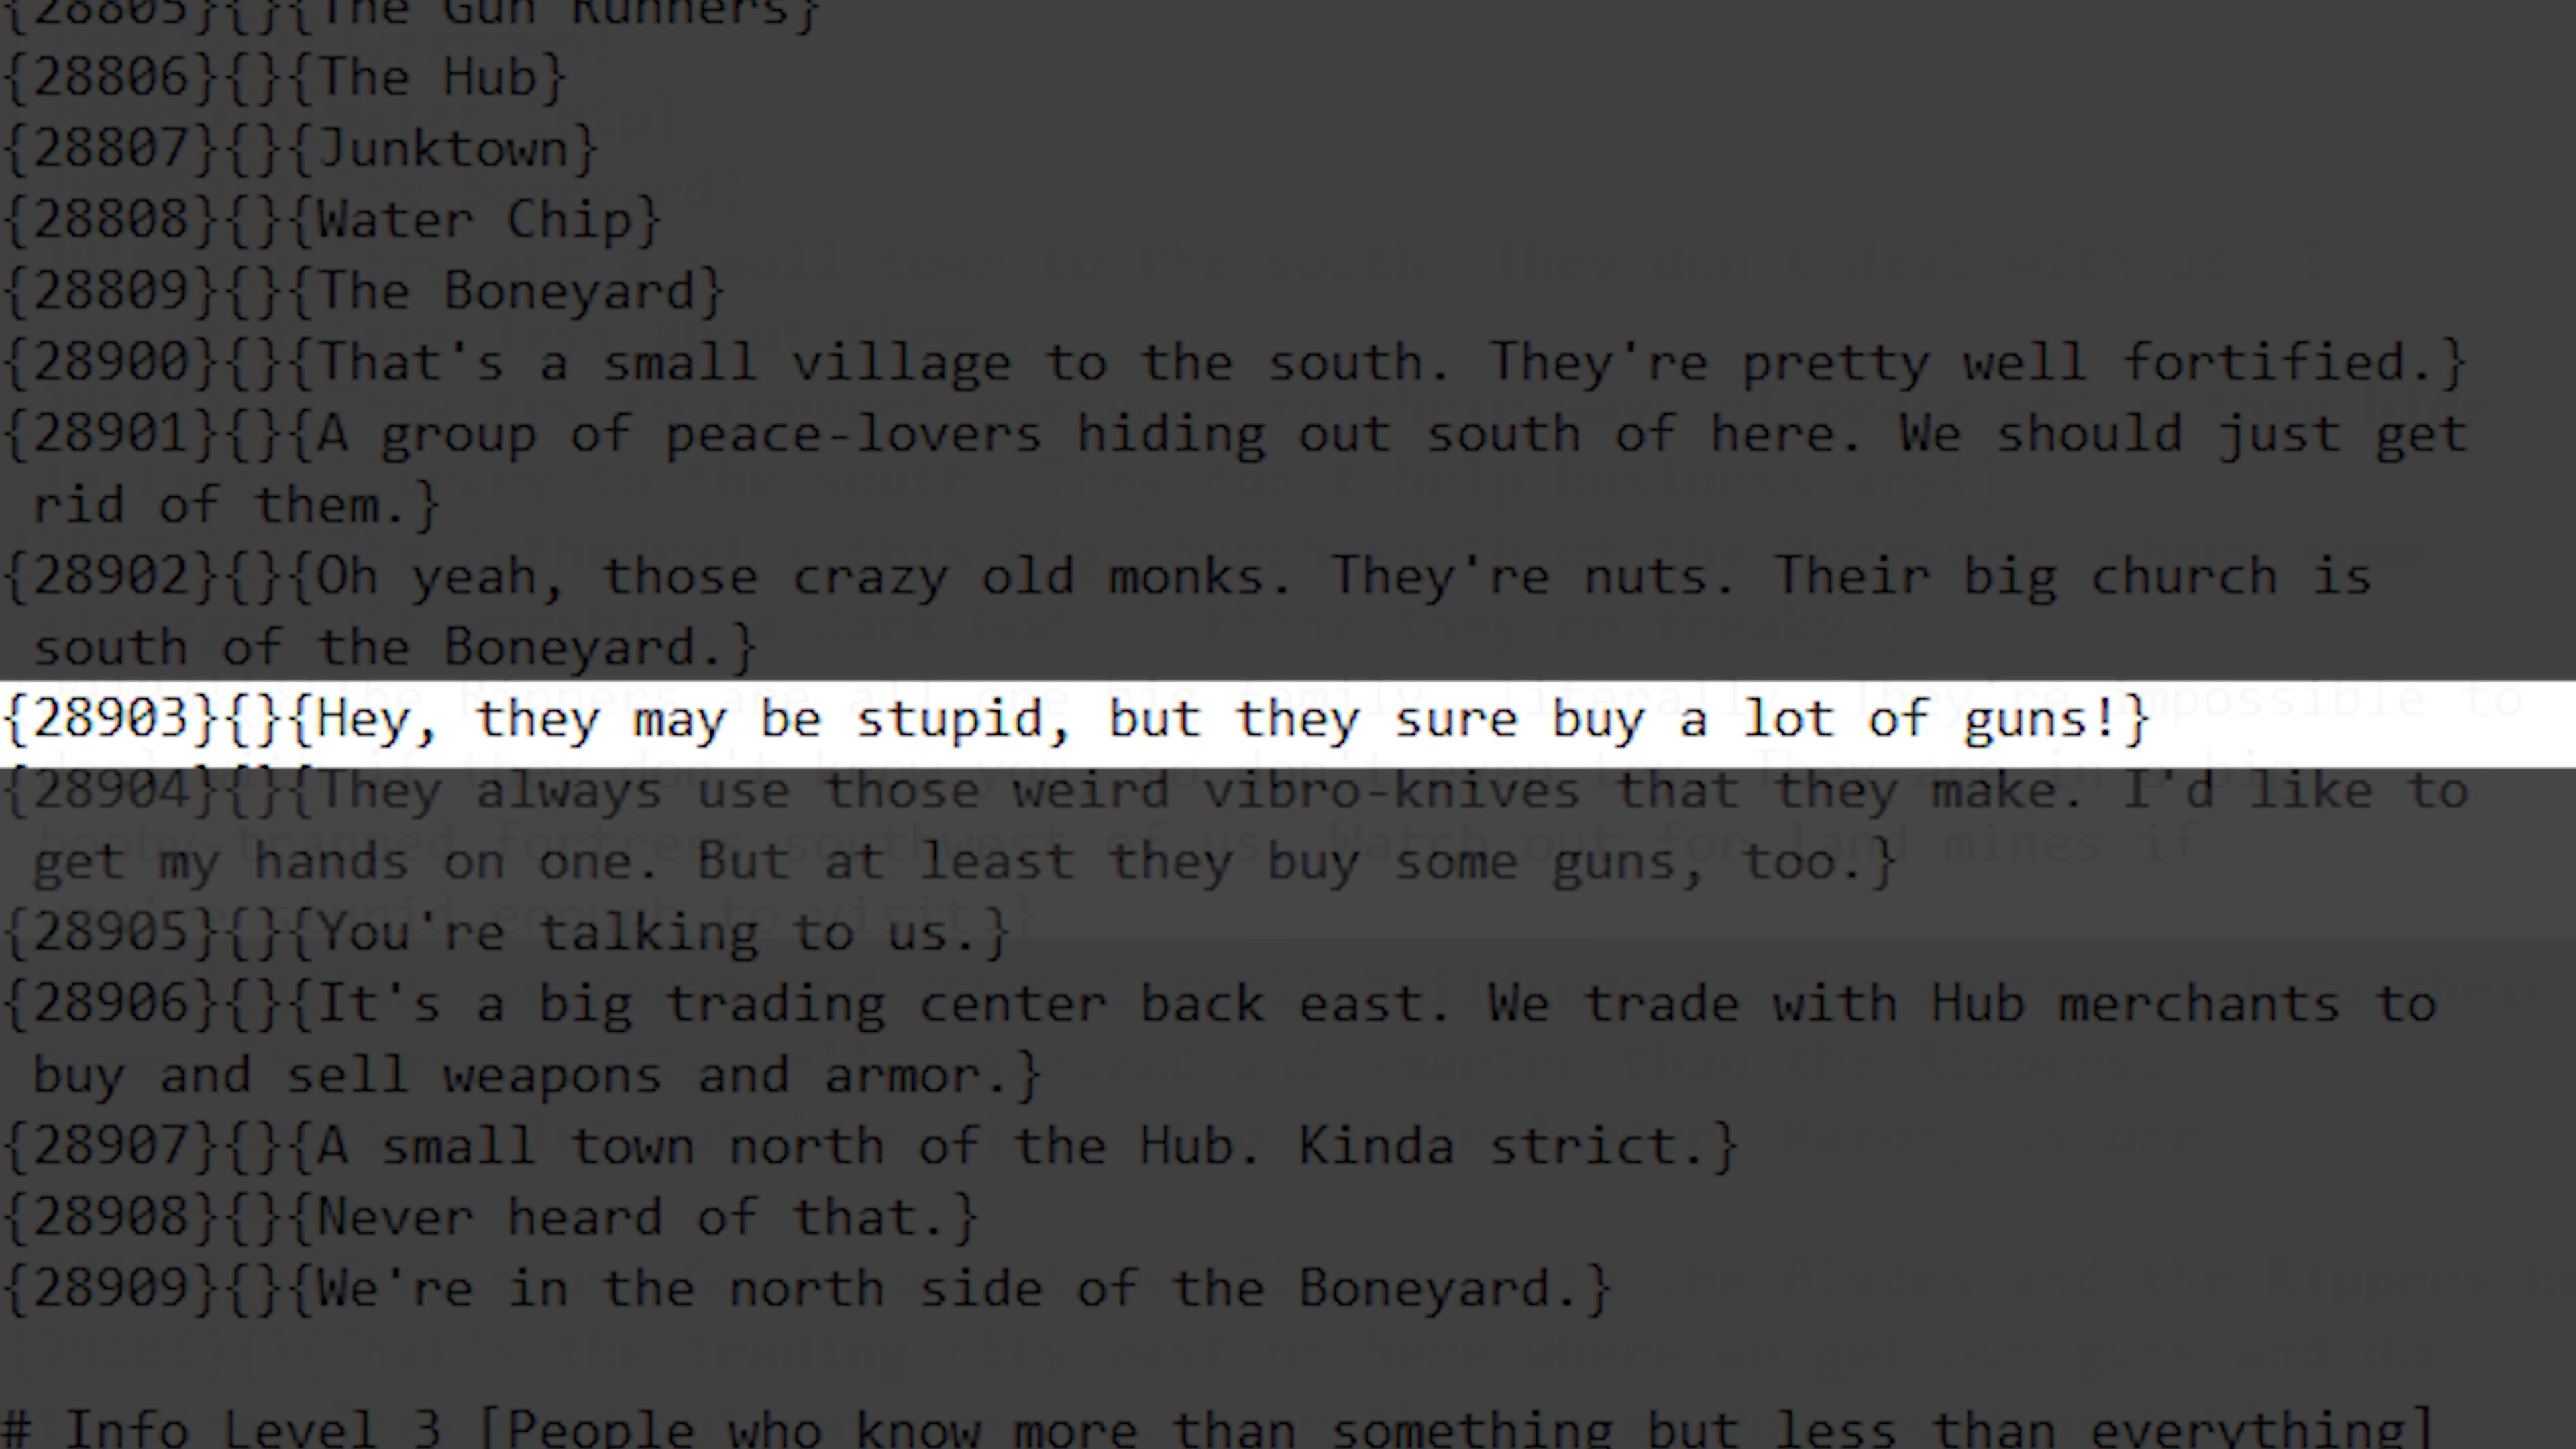 {28805}{}{The Gun Runners}
{28806}{}{The Hub}
{28807}{}{Junktown}
{28808}{}{Water Chip}
{28809}{}{The Boneyard}
{28900}{}{That's a small village to the south. They're pretty well fortified.}
{28901}{}{A group of peace-lovers hiding out south of here. We should just get
rid of them.}
{28902}{}{Oh yeah, those crazy old monks. They're nuts. Their big church is
south of the Boneyard.}
{28903}{}{Hey, they may be stupid, but they sure buy a lot of guns!}
{28904}{}{They always use those weird vibro-knives that they make. I'd like to
get my hands on one. But at least they buy some guns, too.}
{28905}{}{You're talking to us.}
{28906}{}{It's a big trading center back east. We trade with Hub merchants to
buy and sell weapons and armor.}
{28907}{}{A small town north of the Hub. Kinda strict.}
{28908}{}{Never heard of that.}
{28909}{}{We're in the north side of the Boneyard.}
# Info Level 3 [People who know more than something but less than everything]